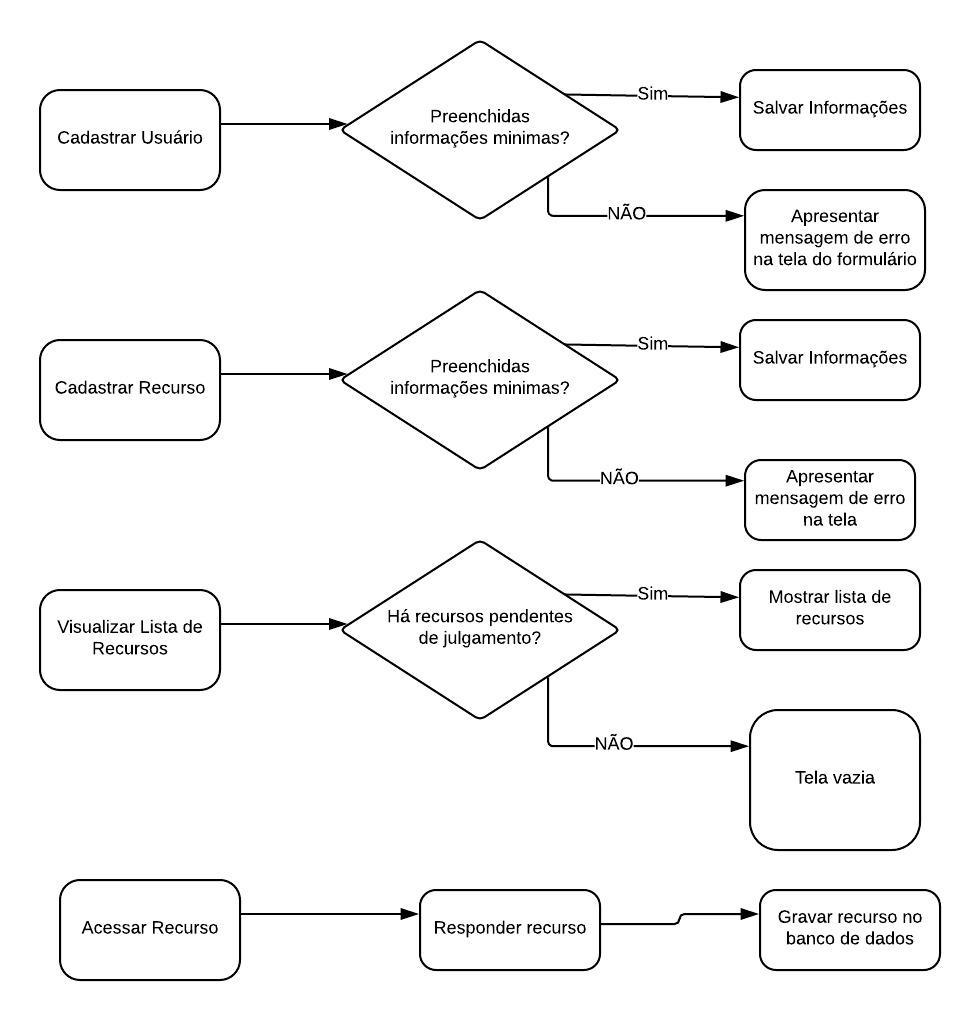 Cadastrar Usuário
Preenchidas
informações minimas?
Sim
Salvar Informações
NÃO
Apresentar
mensagem de erro
na tela do formulário
Cadastrar Recurso
Preenchidas
informações minimas?
Sim
Salvar Informações
NÃO
Apresentar
mensagem de erro
na tela
Visualizar Lista de
Recursos
Há recursos pendentes
de julgamento?
Sim
Mostrar lista de
recursos
NÃO
Tela vazia
Acessar Recurso
Responder recurso
Gravar recurso no
banco de dados